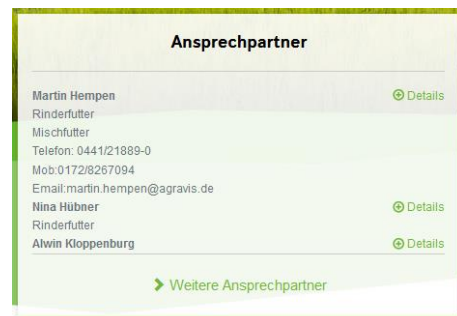 Ansprechpartner
Martin Hempen Details
Rinderfutter
Mischfutter
Telefon: 0441/21889-0
Mob:0172/8267094
Email:martin.hempen@agravis.de
Nina Hübner Details
Rinderfutter
Alwin Kloppenburg Details
Weitere Ansprechpartner